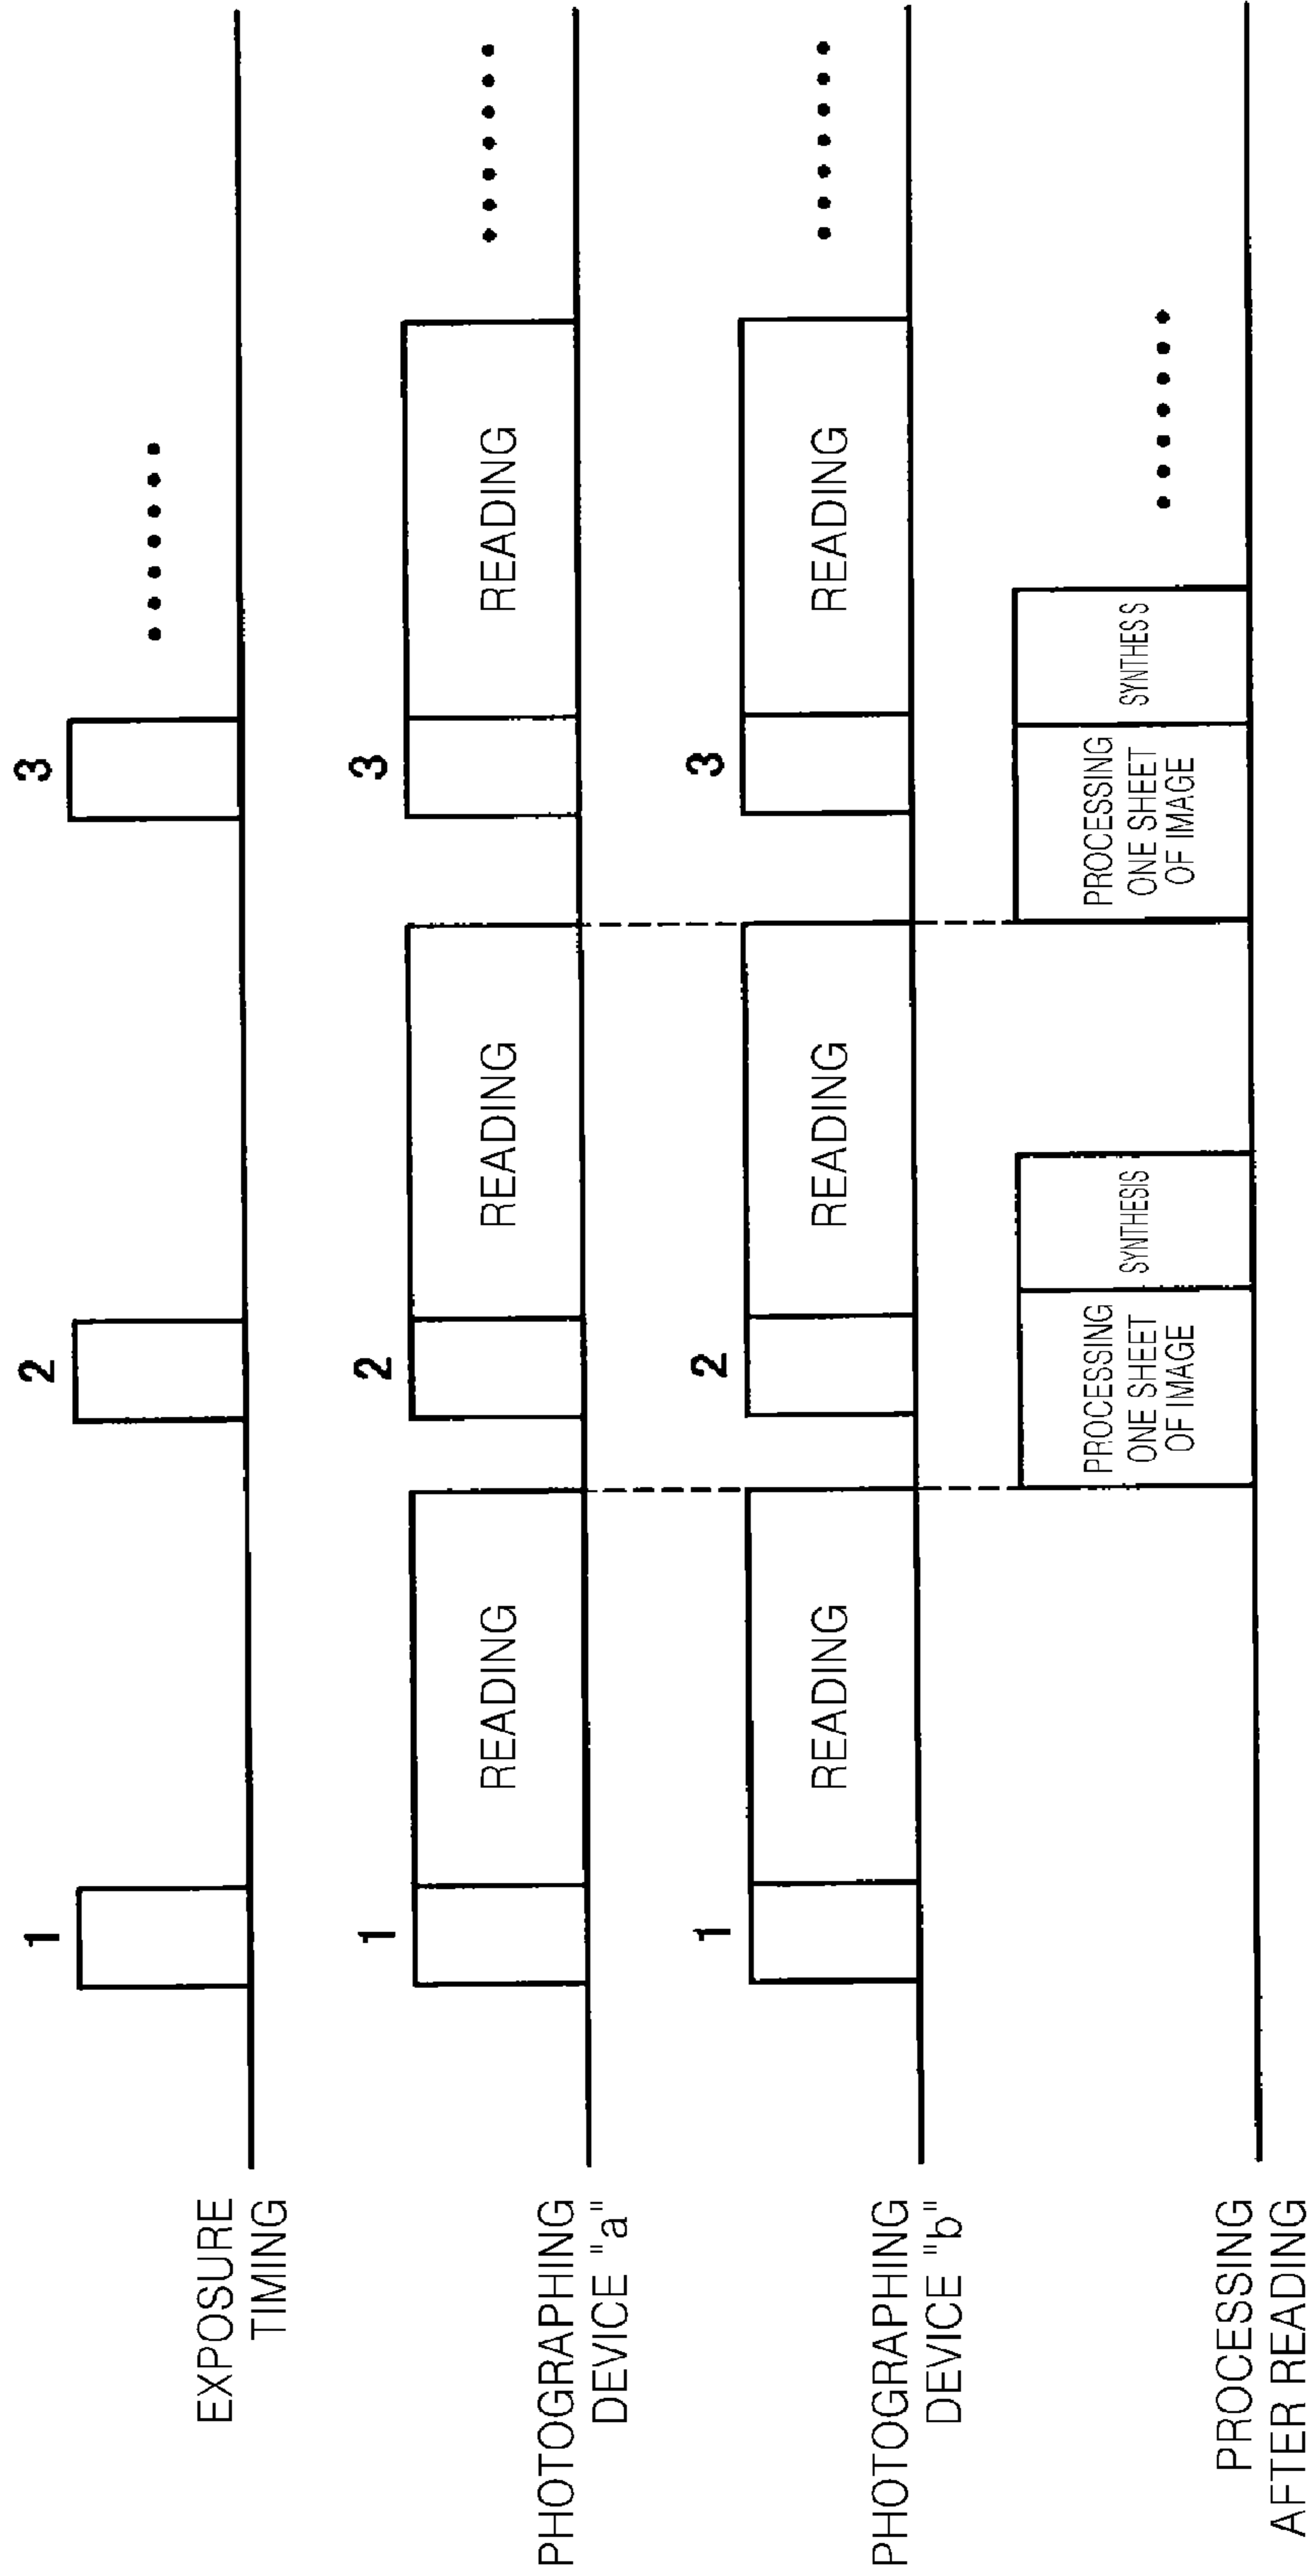 1
2
3
••••••
EXPOSURE
TIMING
1
READING
2
READING
3
READING
•••••••
PHOTOGRAPHING
DEVICE "a"
1
READING
2
READING
3
READING
•••••••
PHOTOGRAPHING
DEVICE "b"
PROCESSING
ONE SHEET
OF IMAGE
SYNTHESIS
PROCESSING
ONE SHEET
OF IMAGE
SYNTHESIS
•••••••
PROCESSING
AFTER READING